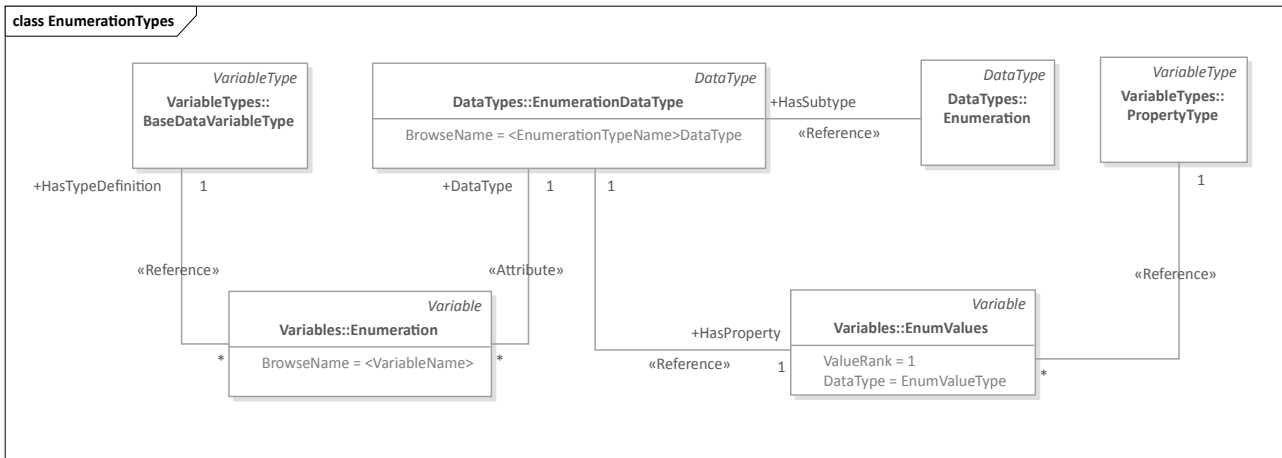 class EnumerationTypes
VariableType
VariableTypes::
BaseDataVariableType
DataType
DataTypes::EnumerationDataType
BrowseName = <EnumerationTypeName>DataType
+HasSubtype
«Reference»
DataType
DataTypes::
Enumeration
VariableType
VariableTypes::
PropertyType
+HasTypeDefinition
1
+DataType
1
1
1
«Reference»
«Attribute»
«Reference»
Variable
Variables::Enumeration
BrowseName = <VariableName>
*
*
+HasProperty
«Reference»
1
Variable
Variables::EnumValues
ValueRank = 1
DataType = EnumValueType
*